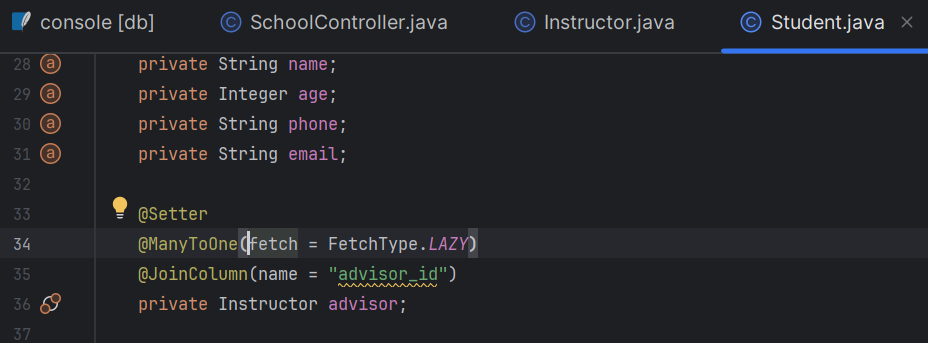 console [db] SchoolController.java Instructor.java Student.java
28 private String name;
29 private Integer age;
30 private String phone;
31 private String email;
32
33 @Setter
34 @ManyToOne(fetch = FetchType.LAZY)
35 @JoinColumn(name = "advisor_id")
36 private Instructor advisor;
37